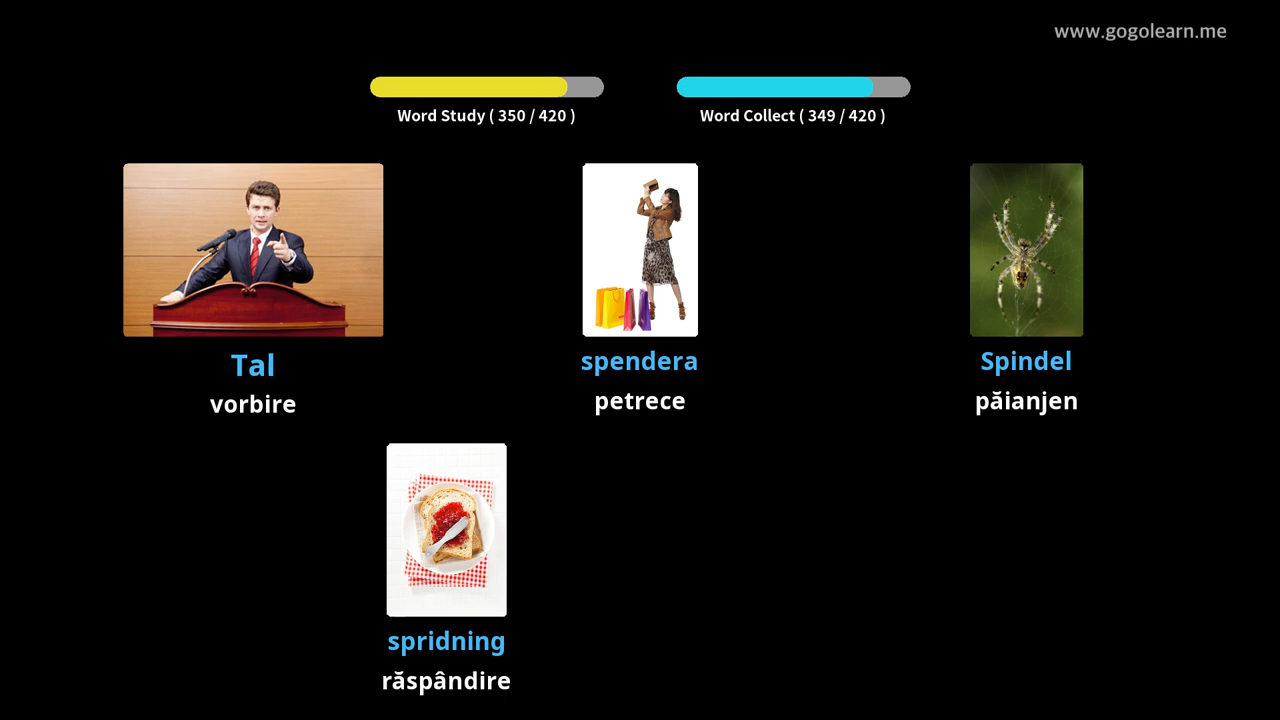 www.gogolearn.me
Word Study ( 350 / 420 )
Word Collect ( 349 / 420 )
Tal
vorbire
spendera
petrece
Spindel
păianjen
spridning
răspândire